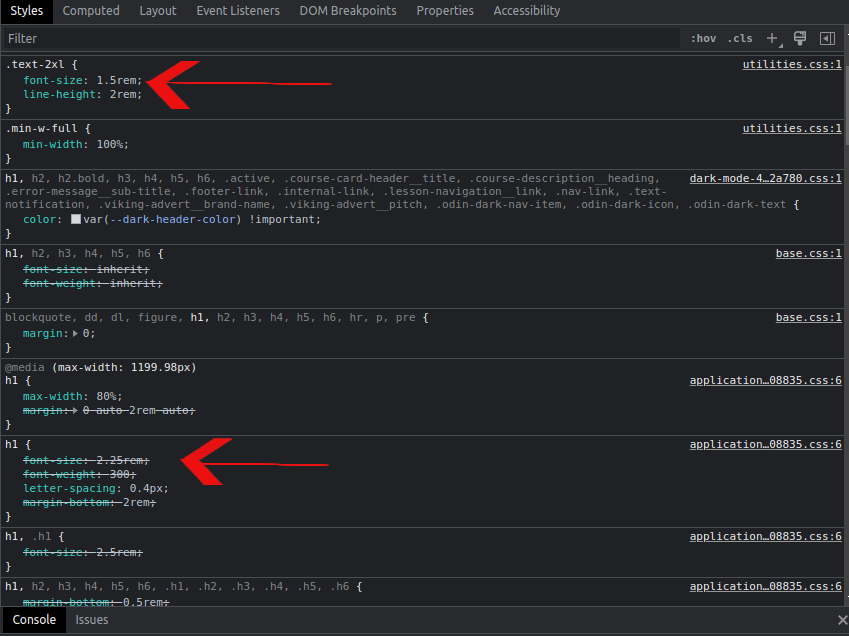 Styles Computed Layout Event Listeners DOM Breakpoints Properties Accessibility
Filter :hov .cls
.text-2xl { utilities.css:1
font-size: 1.5rem;
line-height: 2rem;
}
.min-w-full { utilities.css:1
min-width: 100%;
}
h1, h2, h2.bold, h3, h4, h5, h6, .active, .course-card-header__title, .course-description__heading, dark-mode-4…2a780.css:1
.error-message__sub-title, .footer-link, .internal-link, .lesson-navigation__link, .nav-link, .text-
notification, .viking-advert__brand-name, .viking-advert__pitch, .odin-dark-nav-item, .odin-dark-icon, .odin-dark-text {
color: var(--dark-header-color) !important;
}
h1, h2, h3, h4, h5, h6 { base.css:1
font-size: inherit;
font-weight: inherit;
}
blockquote, dd, dl, figure, h1, h2, h3, h4, h5, h6, hr, p, pre { base.css:1
margin: 0;
}
@media (max-width: 1199.98px)
h1 { application…08835.css:6
max-width: 80%;
margin: 0 auto 2rem auto;
}
h1 { application…08835.css:6
font-size: 2.25rem;
font-weight: 300;
letter-spacing: 0.4px;
margin-bottom: 2rem;
}
h1, .h1 { application…08835.css:6
font-size: 2.5rem;
}
h1, h2, h3, h4, h5, h6, .h1, .h2, .h3, .h4, .h5, .h6 { application…08835.css:6
margin-bottom: 0.5rem;
Console Issues